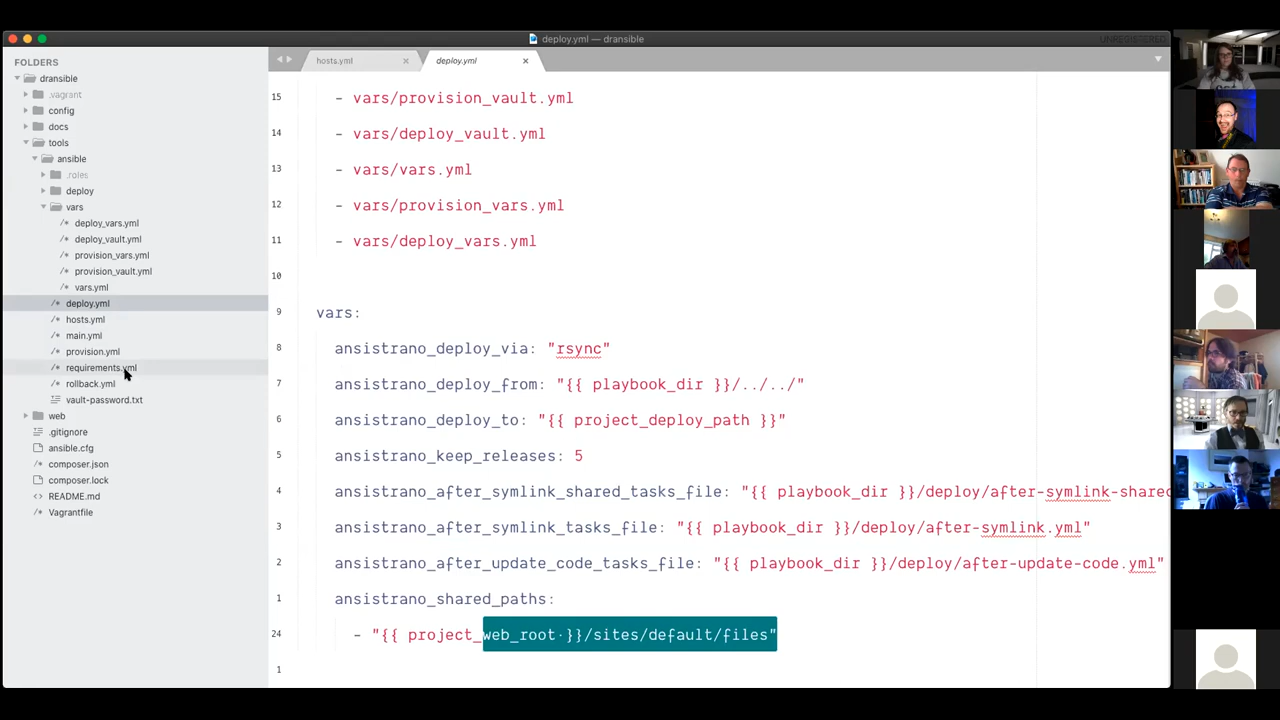 deploy.yml — dransible
UNREGISTERED
FOLDERS
dransible
.vagrant
config
docs
tools
ansible
.roles
deploy
vars
/* deploy_vars.yml
/* deploy_vault.yml
/* provision_vars.yml
/* provision_vault.yml
/* vars.yml
/* deploy.yml
/* hosts.yml
/* main.yml
/* provision.yml
/* requirements.yml
/* rollback.yml
vault-password.txt
web
.gitignore
/* ansible.cfg
/* composer.json
/* composer.lock
<> README.md
/* Vagrantfile
hosts.yml
deploy.yml
15 - vars/provision_vault.yml
14 - vars/deploy_vault.yml
13 - vars/vars.yml
12 - vars/provision_vars.yml
11 - vars/deploy_vars.yml
10
9 vars:
8 ansistrano_deploy_via: "rsync"
7 ansistrano_deploy_from: "{{ playbook_dir }}/../../"
6 ansistrano_deploy_to: "{{ project_deploy_path }}"
5 ansistrano_keep_releases: 5
4 ansistrano_after_symlink_shared_tasks_file: "{{ playbook_dir }}/deploy/after-symlink-shared
3 ansistrano_after_symlink_tasks_file: "{{ playbook_dir }}/deploy/after-symlink.yml"
2 ansistrano_after_update_code_tasks_file: "{{ playbook_dir }}/deploy/after-update-code.yml"
1 ansistrano_shared_paths:
24 - "{{ project_web_root·}}/sites/default/files"
1